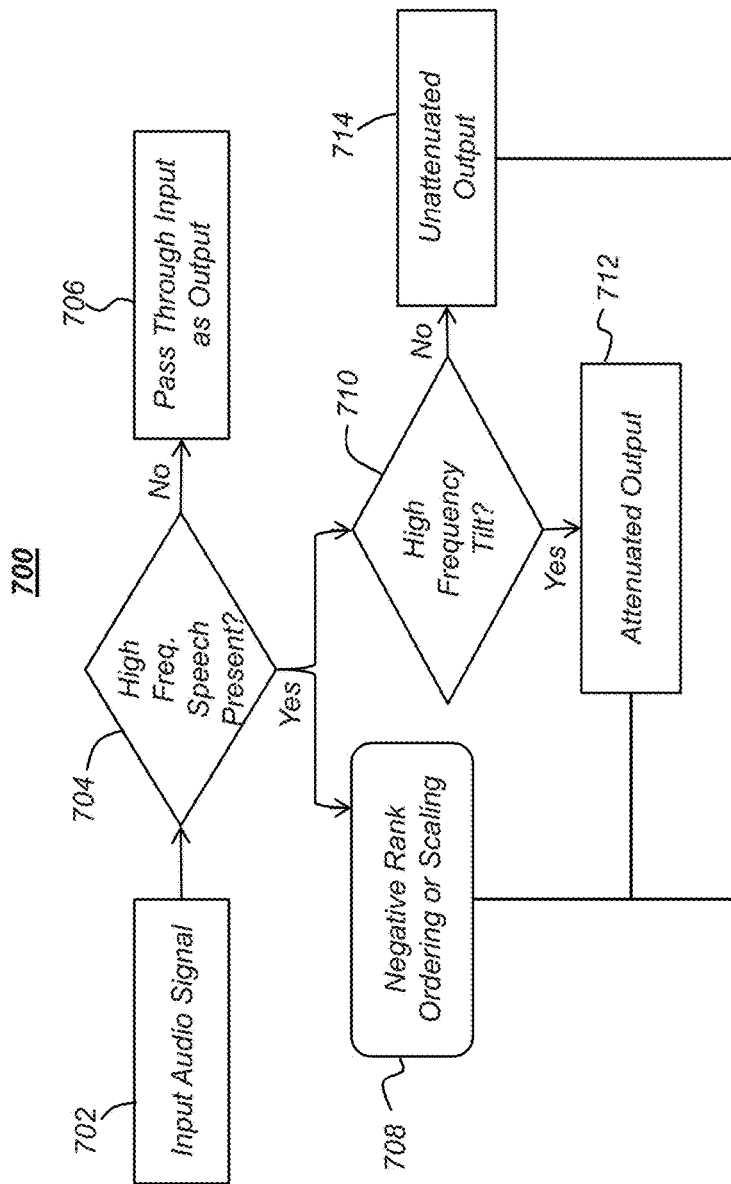 700
702
Input Audio Signal
704
High
Freq.
Speech
Present?
No
706
Pass Through Input
as Output
Yes
708
Negative Rank
Ordering or Scaling
710
High
Frequency
Tilt?
No
714
Unattenuated
Output
Yes
712
Attenuated Output